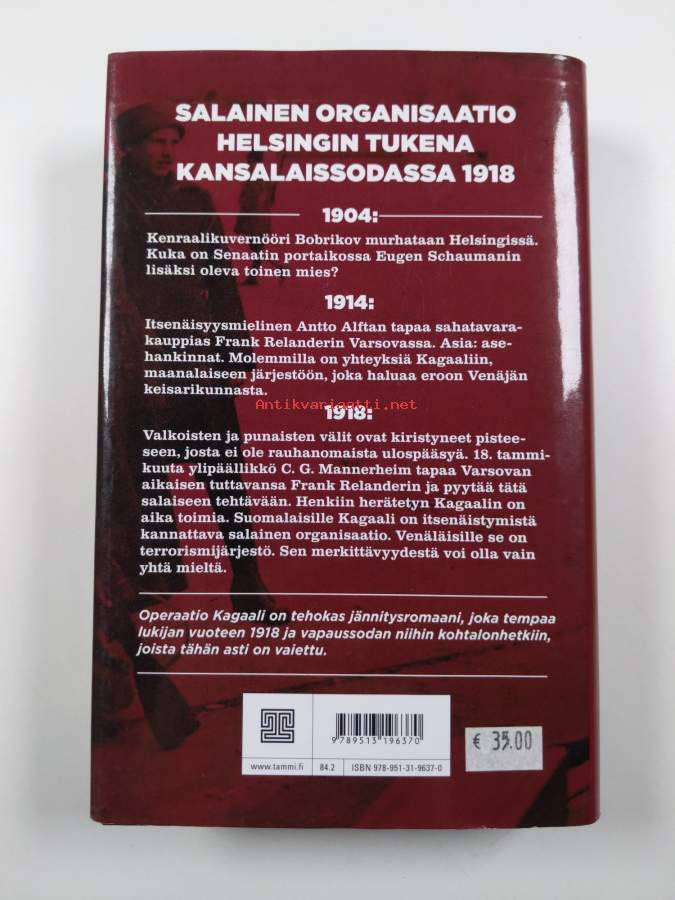 SALAINEN ORGANISAATIO
HELSINGIN TUKENA
KANSALAISSODASSA 1918
1904:
Kenraalikuvernööri Bobrikov murhataan Helsingissä.
Kuka on Senaatin portaikossa Eugen Schaumanin
lisäksi oleva toinen mies?
1914:
Itsenäisyysmielinen Antto Alftan tapaa sahatavara-
kauppias Frank Relanderin Varsovassa. Asia: ase-
hankinnat. Molemmilla on yhteyksiä Kagaaliin,
maanalaiseen järjestöön, joka haluaa eroon Venäjän
keisarikunnasta.
Antikvariaatti.net
1918:
Valkoisten ja punaisten välit ovat kiristyneet pistee-
seen, josta ei ole rauhanomaista ulospääsyä. 18. tammi-
kuuta ylipäällikkö C. G. Mannerheim tapaa Varsovan
aikaisen tuttavansa Frank Relanderin ja pyytää tätä
salaiseen tehtävään. Henkiin herätetyn Kagaalin on
aika toimia. Suomalaisille Kagaali on itsenäistymistä
kannattava salainen organisaatio. Venäläisille se on
terrorismijärjestö. Sen merkittävyydestä voi olla vain
yhtä mieltä.
Operaatio Kagaali on tehokas jännitysromaani, joka tempaa
lukijan vuoteen 1918 ja vapaussodan niihin kohtalonhetkiin,
joista tähän asti on vaiettu.
9 789513 196370
€ 35.00
www.tammi.fi 84.2 ISBN 978-951-31-9637-0